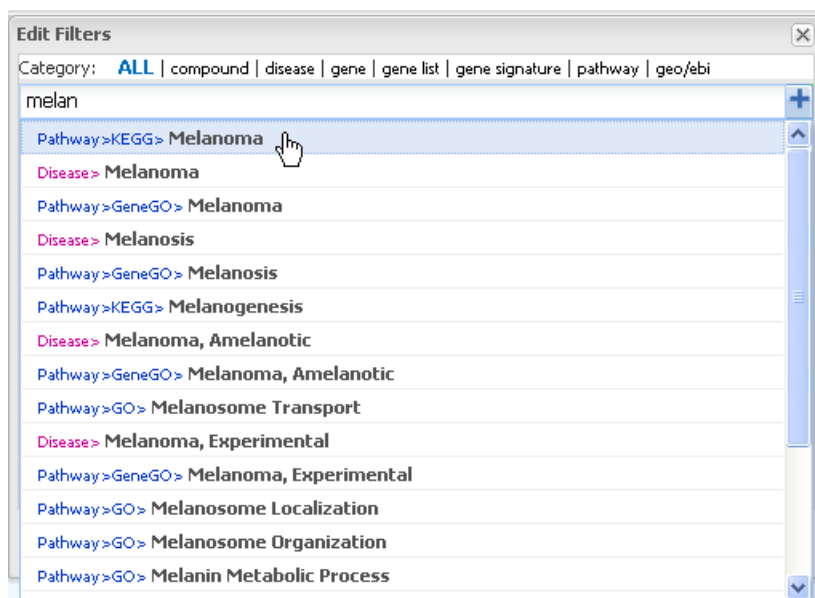 Edit Filters
Category: ALL | compound | disease | gene | gene list | gene signature | pathway | geo/ebi
melan
Pathway>KEGG> Melanoma
Disease> Melanoma
Pathway>GeneGO> Melanoma
Disease> Melanosis
Pathway>GeneGO> Melanosis
Pathway>KEGG> Melanogenesis
Disease> Melanoma, Amelanotic
Pathway>GeneGO> Melanoma, Amelanotic
Pathway>GO> Melanosome Transport
Disease> Melanoma, Experimental
Pathway>GeneGO> Melanoma, Experimental
Pathway>GO> Melanosome Localization
Pathway>GO> Melanosome Organization
Pathway>GO> Melanin Metabolic Process